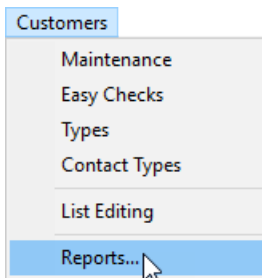 Customers
Maintenance
Easy Checks
Types
Contact Types
List Editing
Reports...